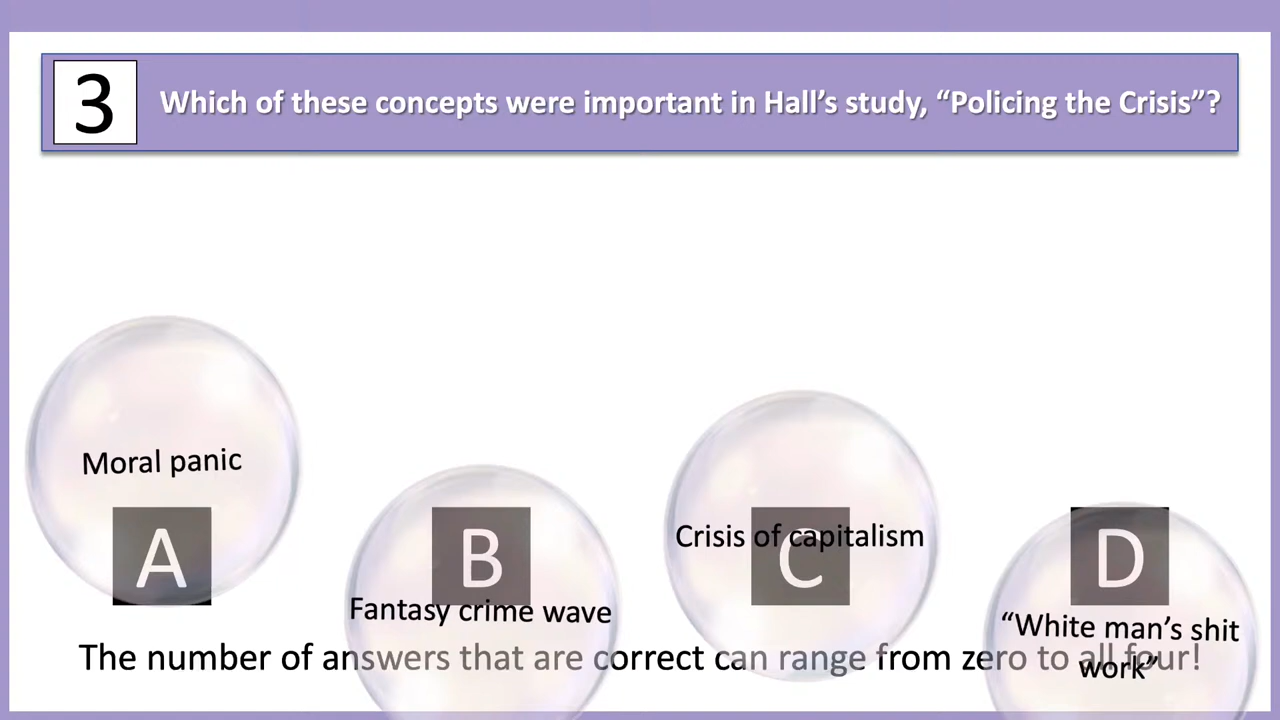 3
Which of these concepts were important in Hall’s study, “Policing the Crisis”?
Moral panic
A
B
Fantasy crime wave
Crisis of capitalism
C
D
“White man’s shit
work”
The number of answers that are correct can range from zero to all four!